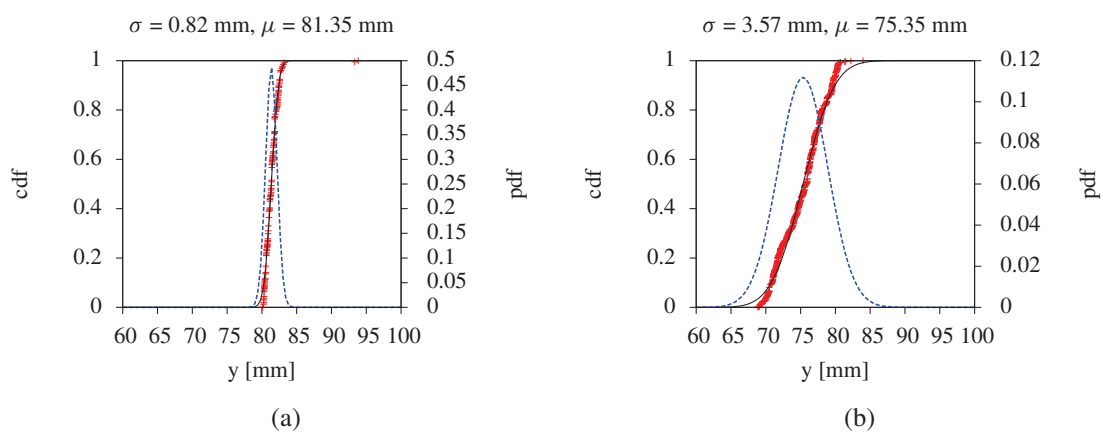 σ = 0.82 mm, μ = 81.35 mm
1
0.8
0.6
0.4
0.2
0
cdf
0.5
0.45
0.4
0.35
0.3
0.25
0.2
0.15
0.1
0.05
0
pdf
60 65 70 75 80 85 90 95 100
y [mm]
(a)
σ = 3.57 mm, μ = 75.35 mm
1
0.8
0.6
0.4
0.2
0
cdf
0.12
0.1
0.08
0.06
0.04
0.02
0
pdf
60 65 70 75 80 85 90 95 100
y [mm]
(b)